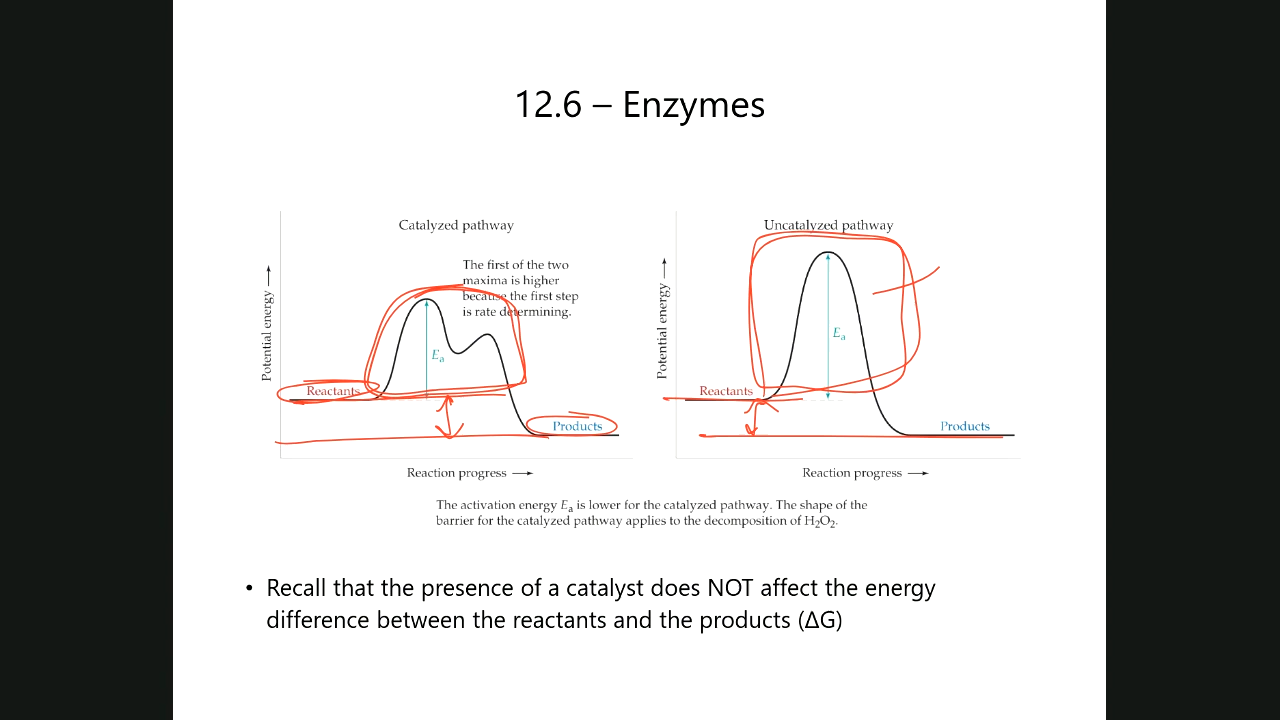 12.6 – Enzymes
Catalyzed pathway
The first of the two
maxima is higher
because the first step
is rate determining.
Potential energy
Eₐ
Reactants
Products
Reaction progress
Uncatalyzed pathway
Potential energy
Eₐ
Reactants
Products
Reaction progress
The activation energy Eₐ is lower for the catalyzed pathway. The shape of the
barrier for the catalyzed pathway applies to the decomposition of H₂O₂.
• Recall that the presence of a catalyst does NOT affect the energy
difference between the reactants and the products (ΔG)